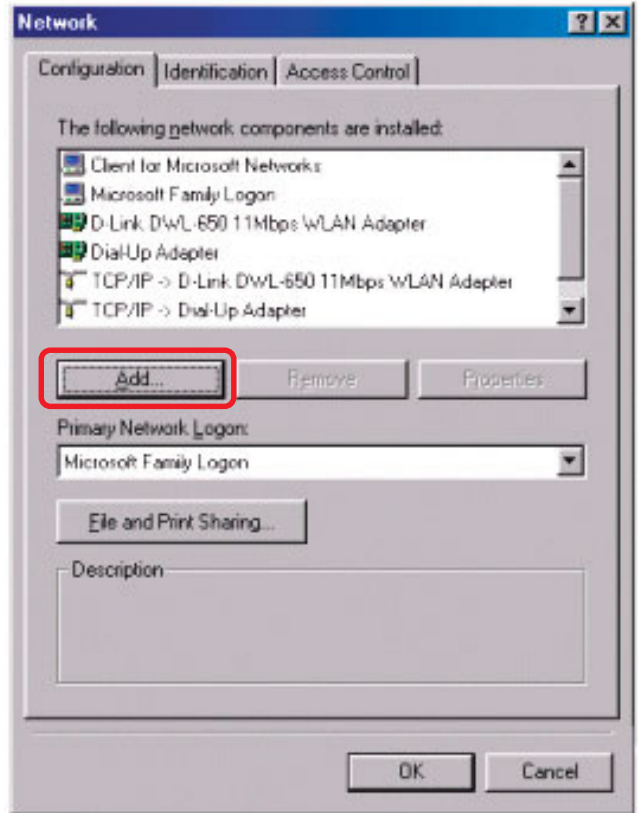 Network
Configuration Identification Access Control
The following network components are installed:
Client for Microsoft Networks
Microsoft Family Logon
D-Link DWL-650 11Mbps WLAN Adapter
Dial-Up Adapter
TCP/IP -> D-Link DWL-650 11Mbps WLAN Adapter
TCP/IP -> Dial-Up Adapter
Add... Remove Properties
Primary Network Logon:
Microsoft Family Logon
File and Print Sharing...
Description
OK Cancel